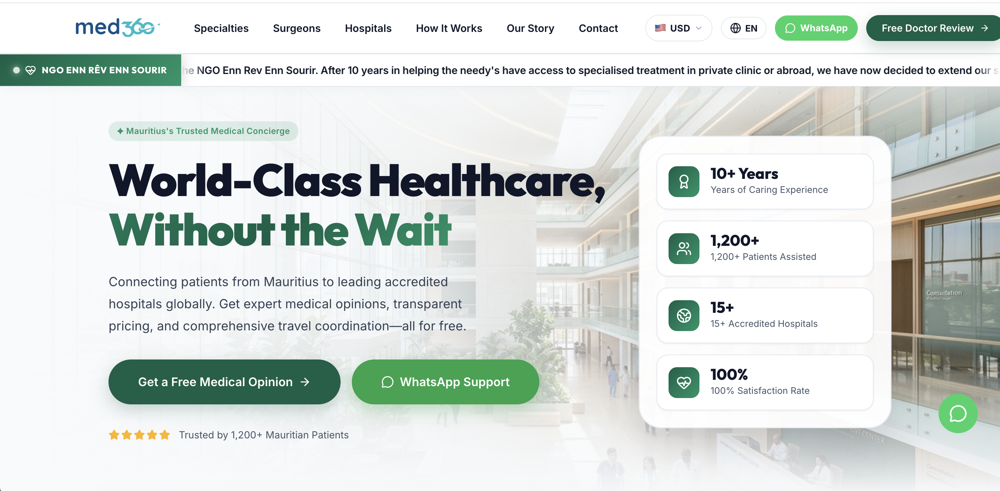 med360
Specialties
Surgeons
Hospitals
How It Works
Our Story
Contact
USD
EN
WhatsApp
Free Doctor Review
NGO ENN RÊV ENN SOURIR
he NGO Enn Rev Enn Sourir. After 10 years in helping the needy's have access to specialised treatment in private clinic or abroad, we have now decided to extend our s
Mauritius's Trusted Medical Concierge
World-Class Healthcare,
Without the Wait
Connecting patients from Mauritius to leading accredited
hospitals globally. Get expert medical opinions, transparent
pricing, and comprehensive travel coordination—all for free.
Get a Free Medical Opinion
WhatsApp Support
Trusted by 1,200+ Mauritian Patients
10+ Years
Years of Caring Experience
1,200+
1,200+ Patients Assisted
15+
15+ Accredited Hospitals
100%
100% Satisfaction Rate
CENTER